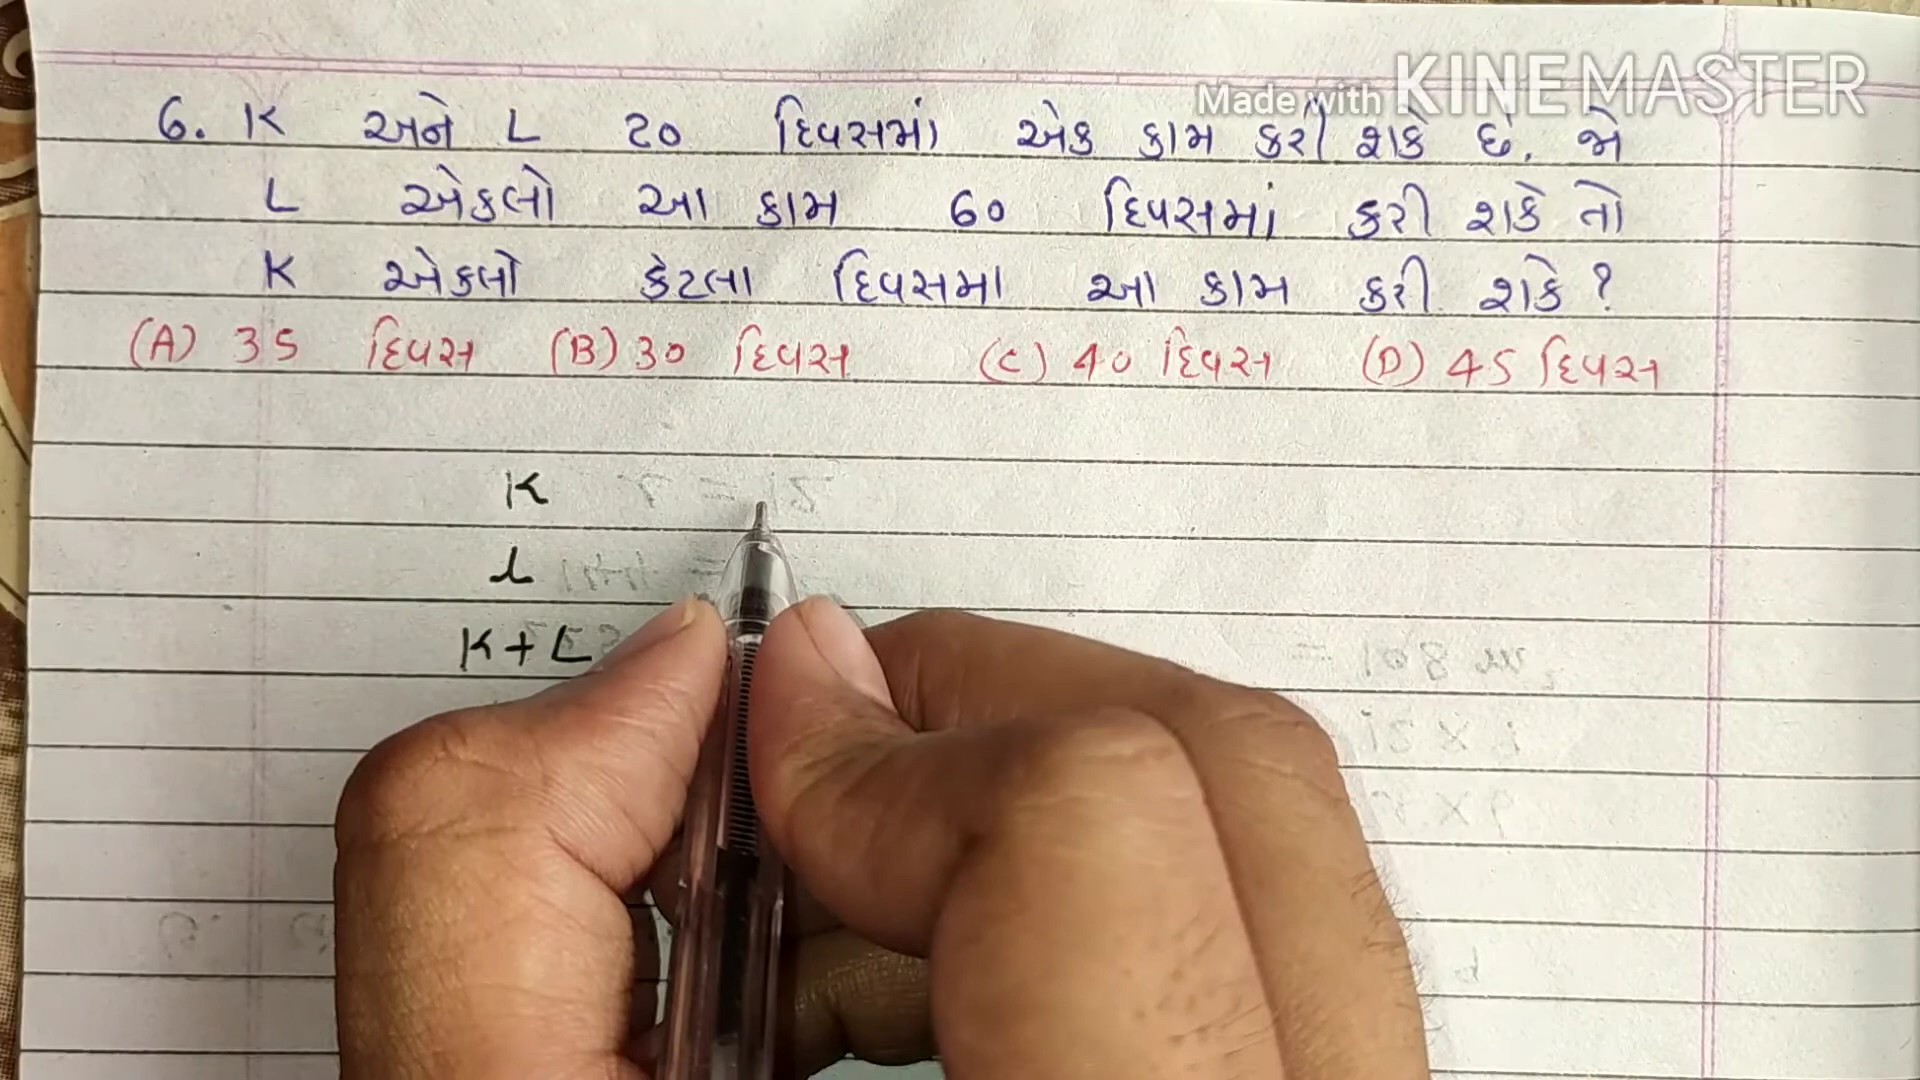 Made with KINEMASTER
6. K અને L 20 દિવસમાં એક કામ કરી શકે છે. જો
L એકલો આ કામ 60 દિવસમાં કરી શકે તો
K એકલો કેટલા દિવસમા આ કામ કરી શકે ?
(A) 35 દિવસ (B) 30 દિવસ (C) 40 દિવસ (D) 45 દિવસ
K
L
K+L